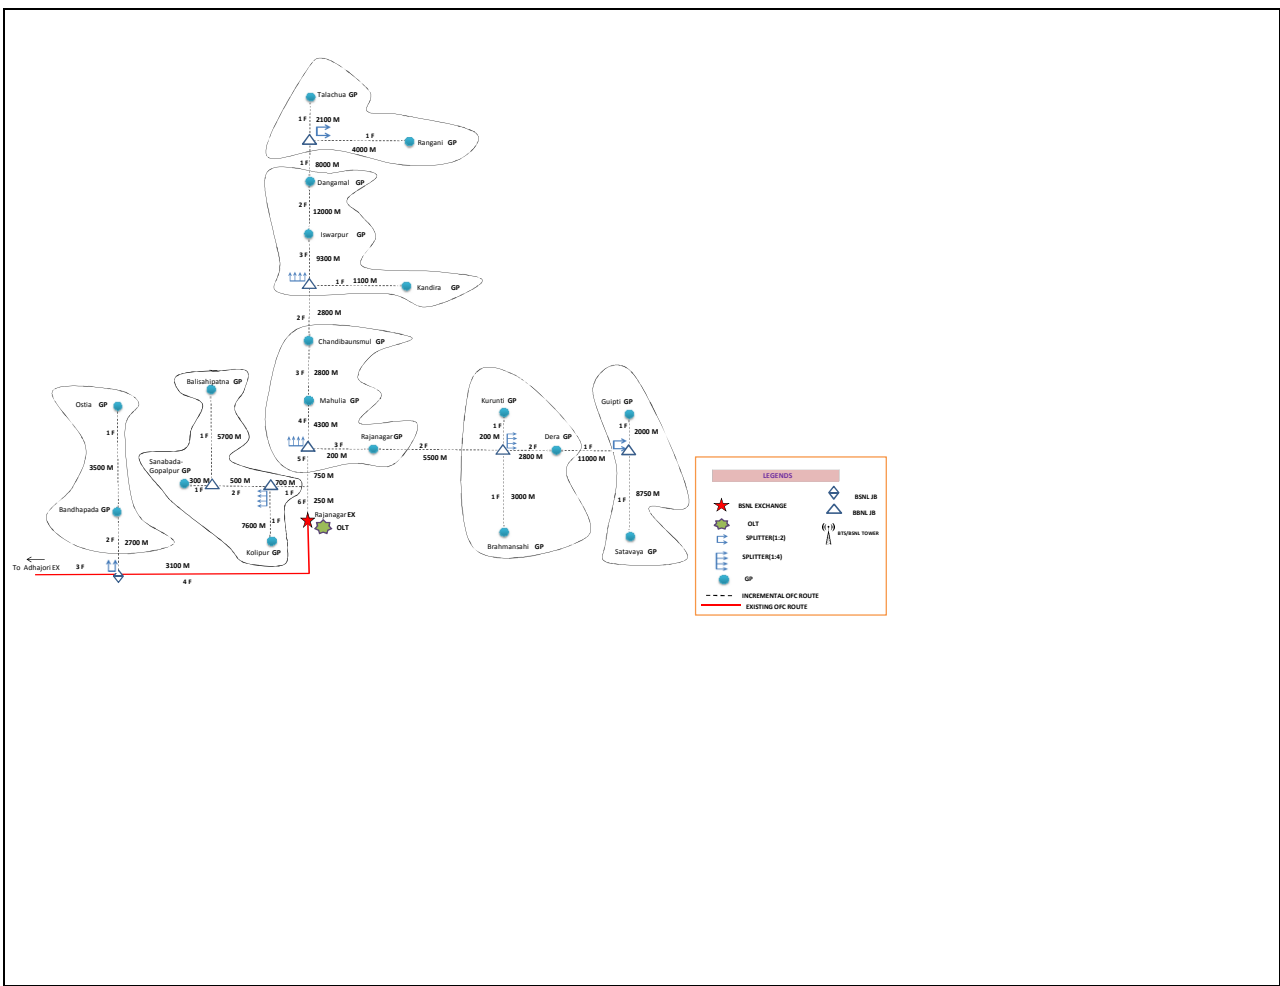 Talachua GP
1 F 2100 M
1 F
Rangani GP
4000 M
1 F 8000 M
Dangamal GP
2 F
12000 M
Iswarpur GP
3 F 9300 M
1 F 1100 M
Kandira GP
2800 M
2 F
Chandibaunsmul GP
3 F 2800 M
Balisahipatna GP
Mahulia GP
4 F 4300 M
Ostia GP
Kurunti GP
Guipti GP
1 F
1 F 5700 M
Rajanagar GP
3 F
200 M
2 F
5500 M
1 F
200 M
Dera GP
2 F
2800 M
1 F
11000 M
1 F
2000 M
5 F
3500 M
Sanabada-
Gopalpur GP
300 M
1 F
500 M
2 F
700 M
1 F
750 M
6 F 250 M
1 F 3000 M
1 F 8750 M
Bandhapada GP
Rajanagar EX
OLT
7600 M 1 F
Kolipur GP
2 F 2700 M
Brahmansahi GP
Satavaya GP
To Adhajori EX
3 F
3100 M
4 F
LEGENDS
BSNL EXCHANGE
BSNL JB
BBNL JB
OLT
SPLITTER(1:2)
BTS/BSNL TOWER
SPLITTER(1:4)
GP
INCREMENTAL OFC ROUTE
EXISTING OFC ROUTE